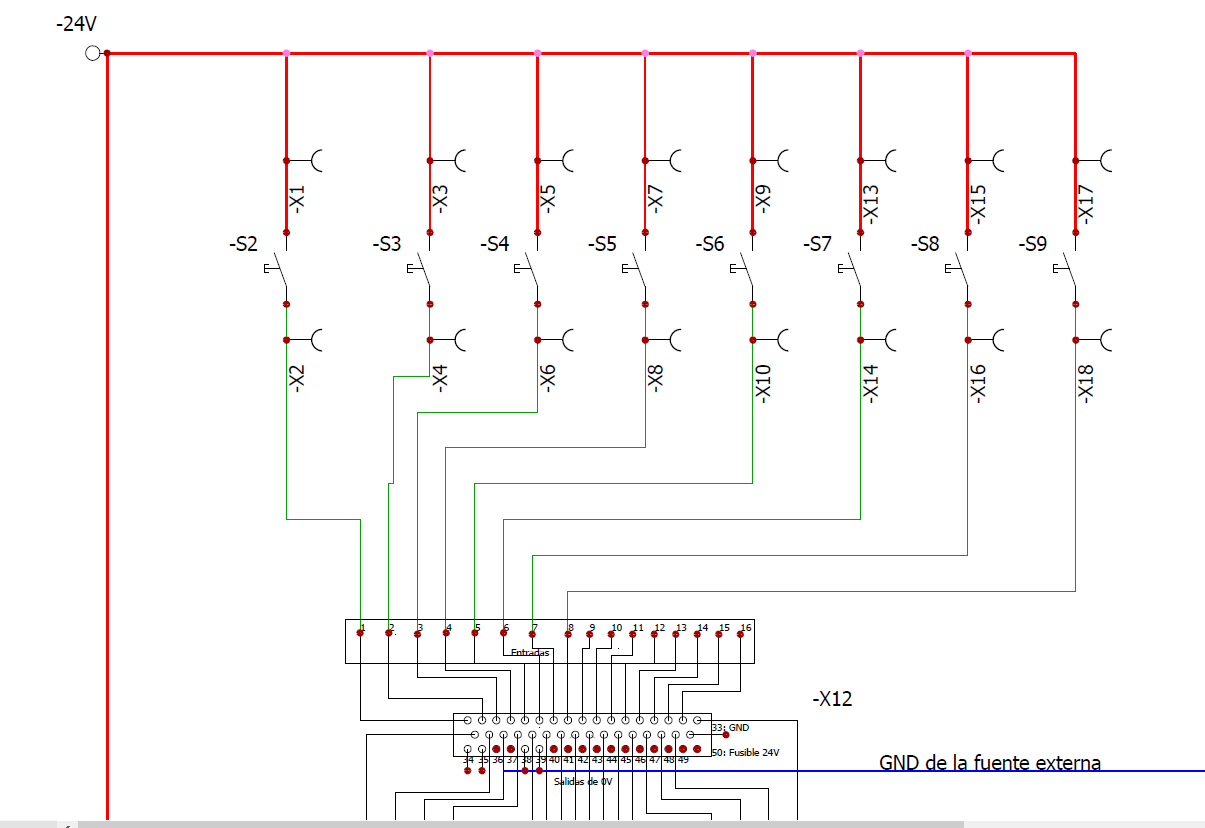 -24V
-X1
-X3
-X5
-X7
-X9
-X13
-X15
-X17
-S2
-S3
-S4
-S5
-S6
-S7
-S8
-S9
-X2
-X4
-X6
-X8
-X10
-X14
-X16
-X18
1 2 3 4 5 6 7 8 9 10 11 12 13 14 15 16
Entradas
-X12
33: GND
50: Fusible 24V
34 35 36 37 38 39 40 41 42 43 44 45 46 47 48 49
GND de la fuente externa
Salidas de 0V